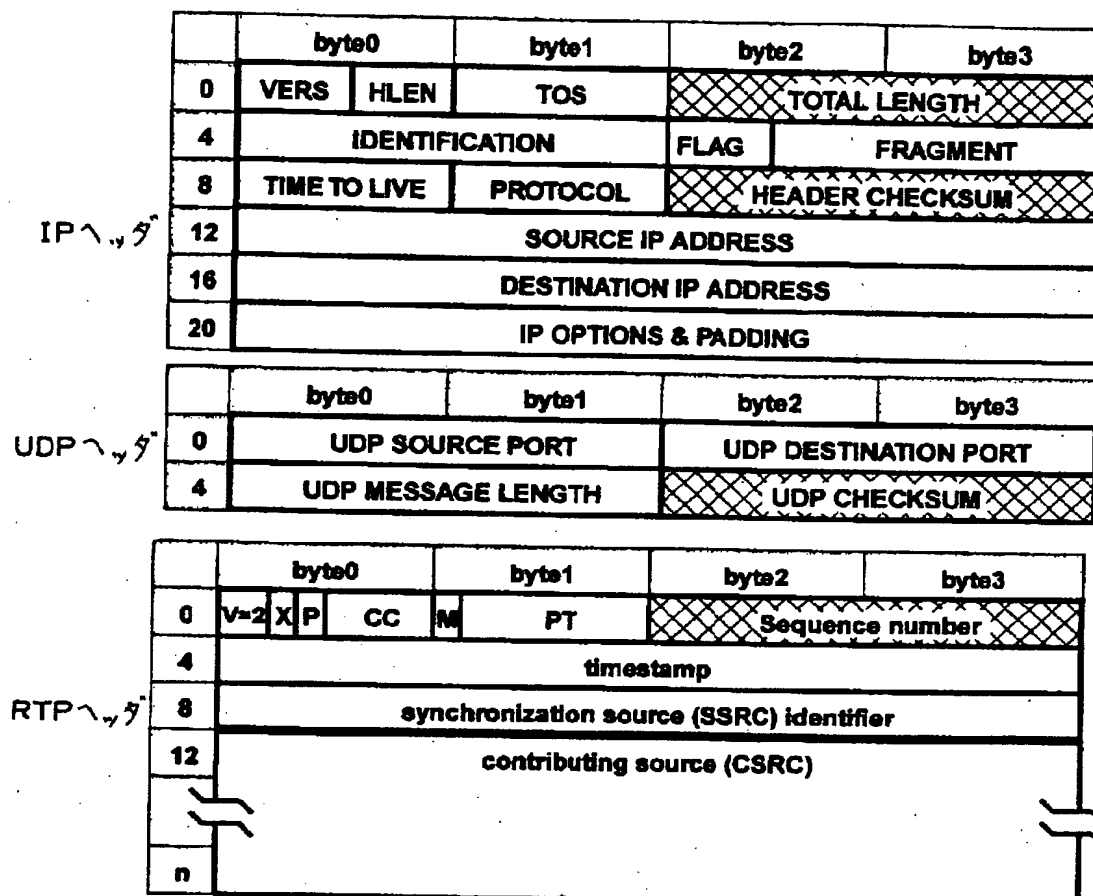 byte0 byte1 byte2 byte3
0 VERS HLEN TOS TOTAL LENGTH
4 IDENTIFICATION FLAG FRAGMENT
8 TIME TO LIVE PROTOCOL HEADER CHECKSUM
IPヘッダ 12 SOURCE IP ADDRESS
16 DESTINATION IP ADDRESS
20 IP OPTIONS & PADDING
byte0 byte1 byte2 byte3
UDPヘッダ 0 UDP SOURCE PORT UDP DESTINATION PORT
4 UDP MESSAGE LENGTH UDP CHECKSUM
byte0 byte1 byte2 byte3
0 V=2 X P CC M PT Sequence number
4 timestamp
RTPヘッダ 8 synchronization source (SSRC) identifier
12 contributing source (CSRC)
n